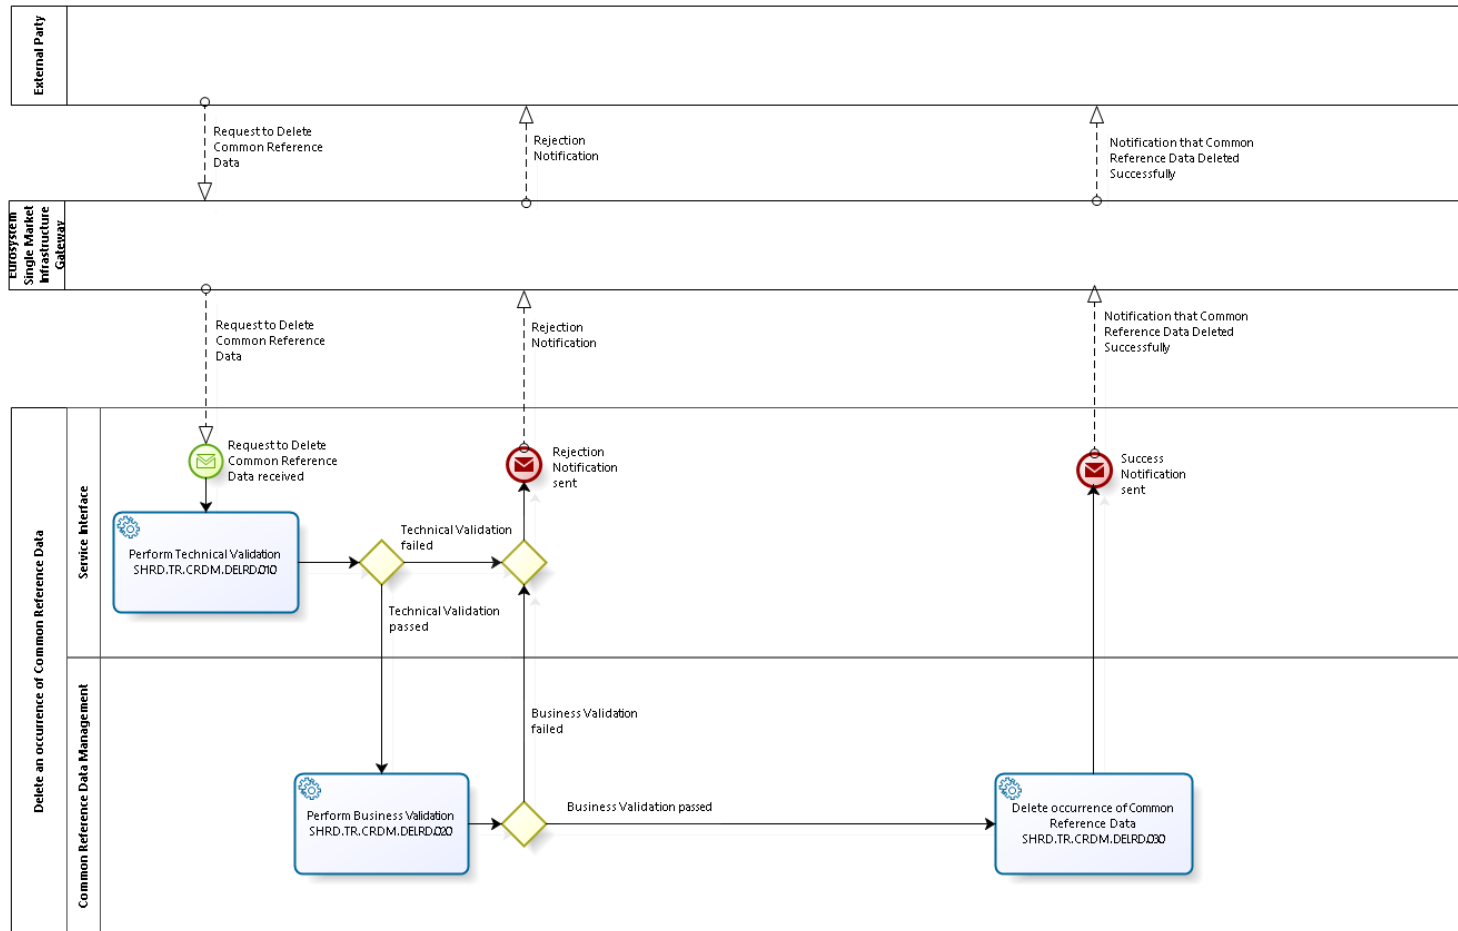 External Party
Request to Delete
Common Reference
Data
Rejection
Notification
Notification that Common
Reference Data Deleted
Successfully
Eurosystem
Single Market
Infrastructure
Gateway
Request to Delete
Common Reference
Data
Rejection
Notification
Notification that Common
Reference Data Deleted
Successfully
Delete an occurrence of Common Reference Data
Service Interface
Request to Delete
Common Reference
Data received
Rejection
Notification
sent
Success
Notification
sent
Perform Technical Validation
SHRD.TR.CRDM.DELRD.010
Technical Validation
failed
Technical Validation
passed
Common Reference Data Management
Business Validation
failed
Perform Business Validation
SHRD.TR.CRDM.DELRD.020
Business Validation passed
Delete occurrence of Common
Reference Data
SHRD.TR.CRDM.DELRD.030